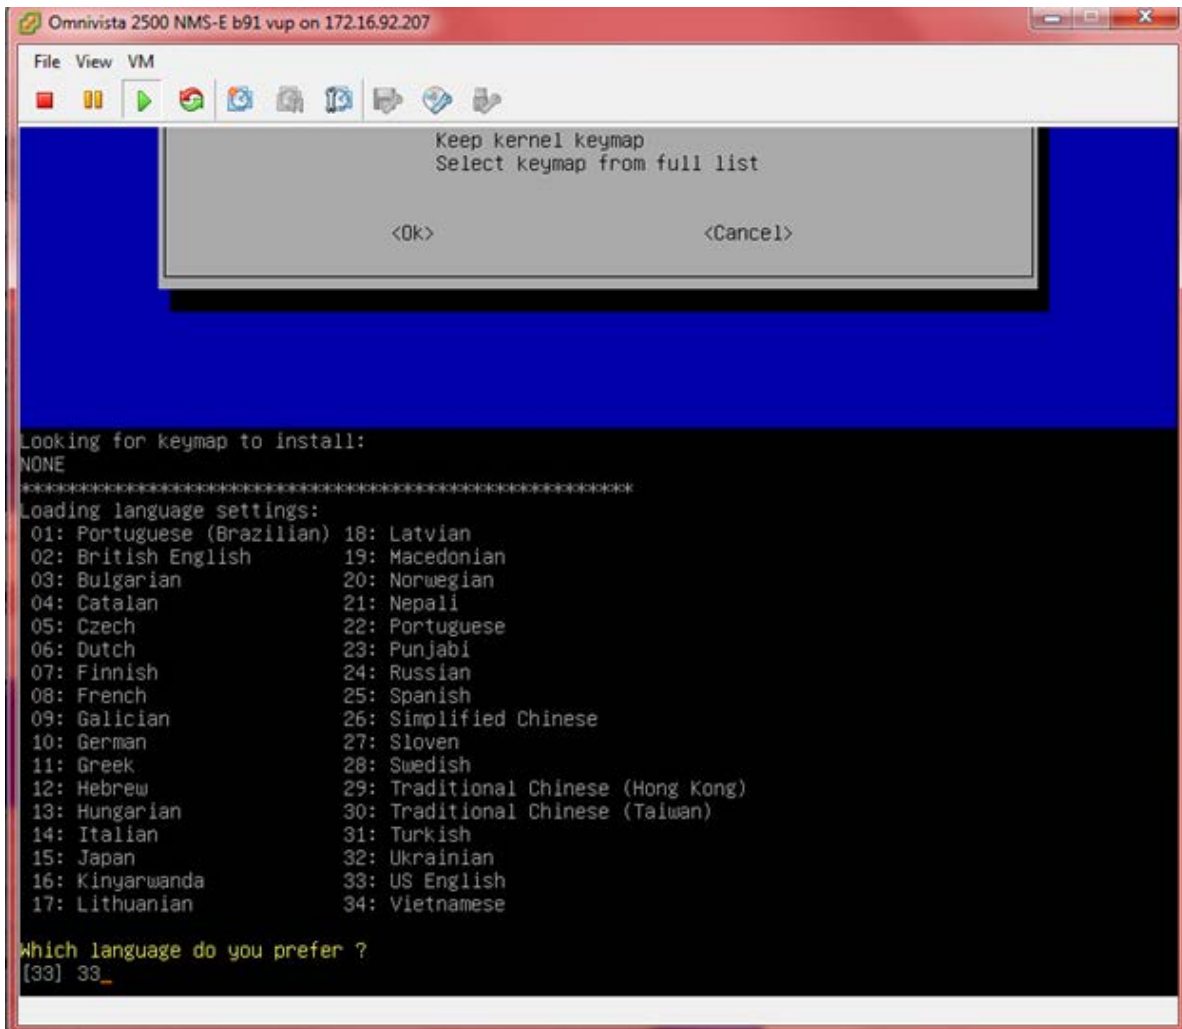 Omnivista 2500 NMS-E b91 vup on 172.16.92.207
File View VM
Keep kernel keymap
Select keymap from full list
<Ok> <Cancel>
Looking for keymap to install:
NONE
*****************************************************
Loading language settings:
01: Portuguese (Brazilian) 18: Latvian
02: British English 19: Macedonian
03: Bulgarian 20: Norwegian
04: Catalan 21: Nepali
05: Czech 22: Portuguese
06: Dutch 23: Punjabi
07: Finnish 24: Russian
08: French 25: Spanish
09: Galician 26: Simplified Chinese
10: German 27: Sloven
11: Greek 28: Swedish
12: Hebrew 29: Traditional Chinese (Hong Kong)
13: Hungarian 30: Traditional Chinese (Taiwan)
14: Italian 31: Turkish
15: Japan 32: Ukrainian
16: Kinyarwanda 33: US English
17: Lithuanian 34: Vietnamese
Which language do you prefer ?
[33] 33_